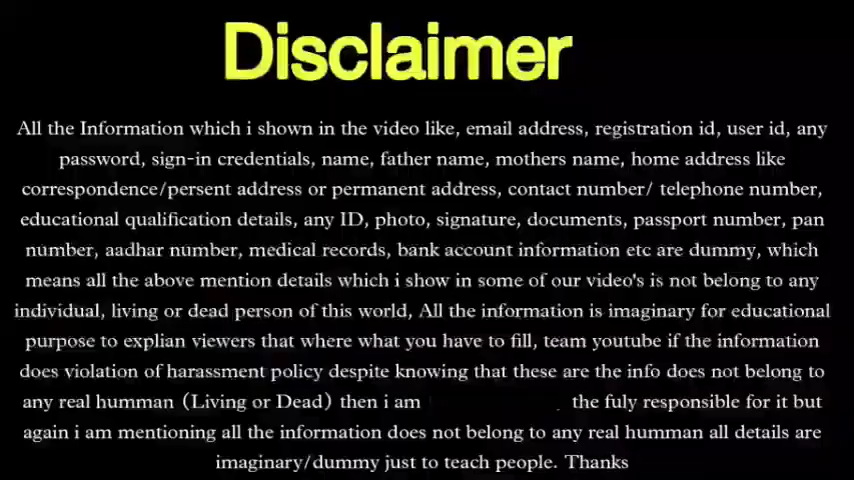 Disclaimer
All the Information which i shown in the video like, email address, registration id, user id, any
password, sign-in credentials, name, father name, mothers name, home address like
correspondence/persent address or permanent address, contact number/ telephone number,
educational qualification details, any ID, photo, signature, documents, passport number, pan
number, aadhar number, medical records, bank account information etc are dummy, which
means all the above mention details which i show in some of our video's is not belong to any
individual, living or dead person of this world, All the information is imaginary for educational
purpose to explian viewers that where what you have to fill, team youtube if the information
does violation of harassment policy despite knowing that these are the info does not belong to
any real humman (Living or Dead) then i am the fuly responsible for it but
again i am mentioning all the information does not belong to any real humman all details are
imaginary/dummy just to teach people. Thanks